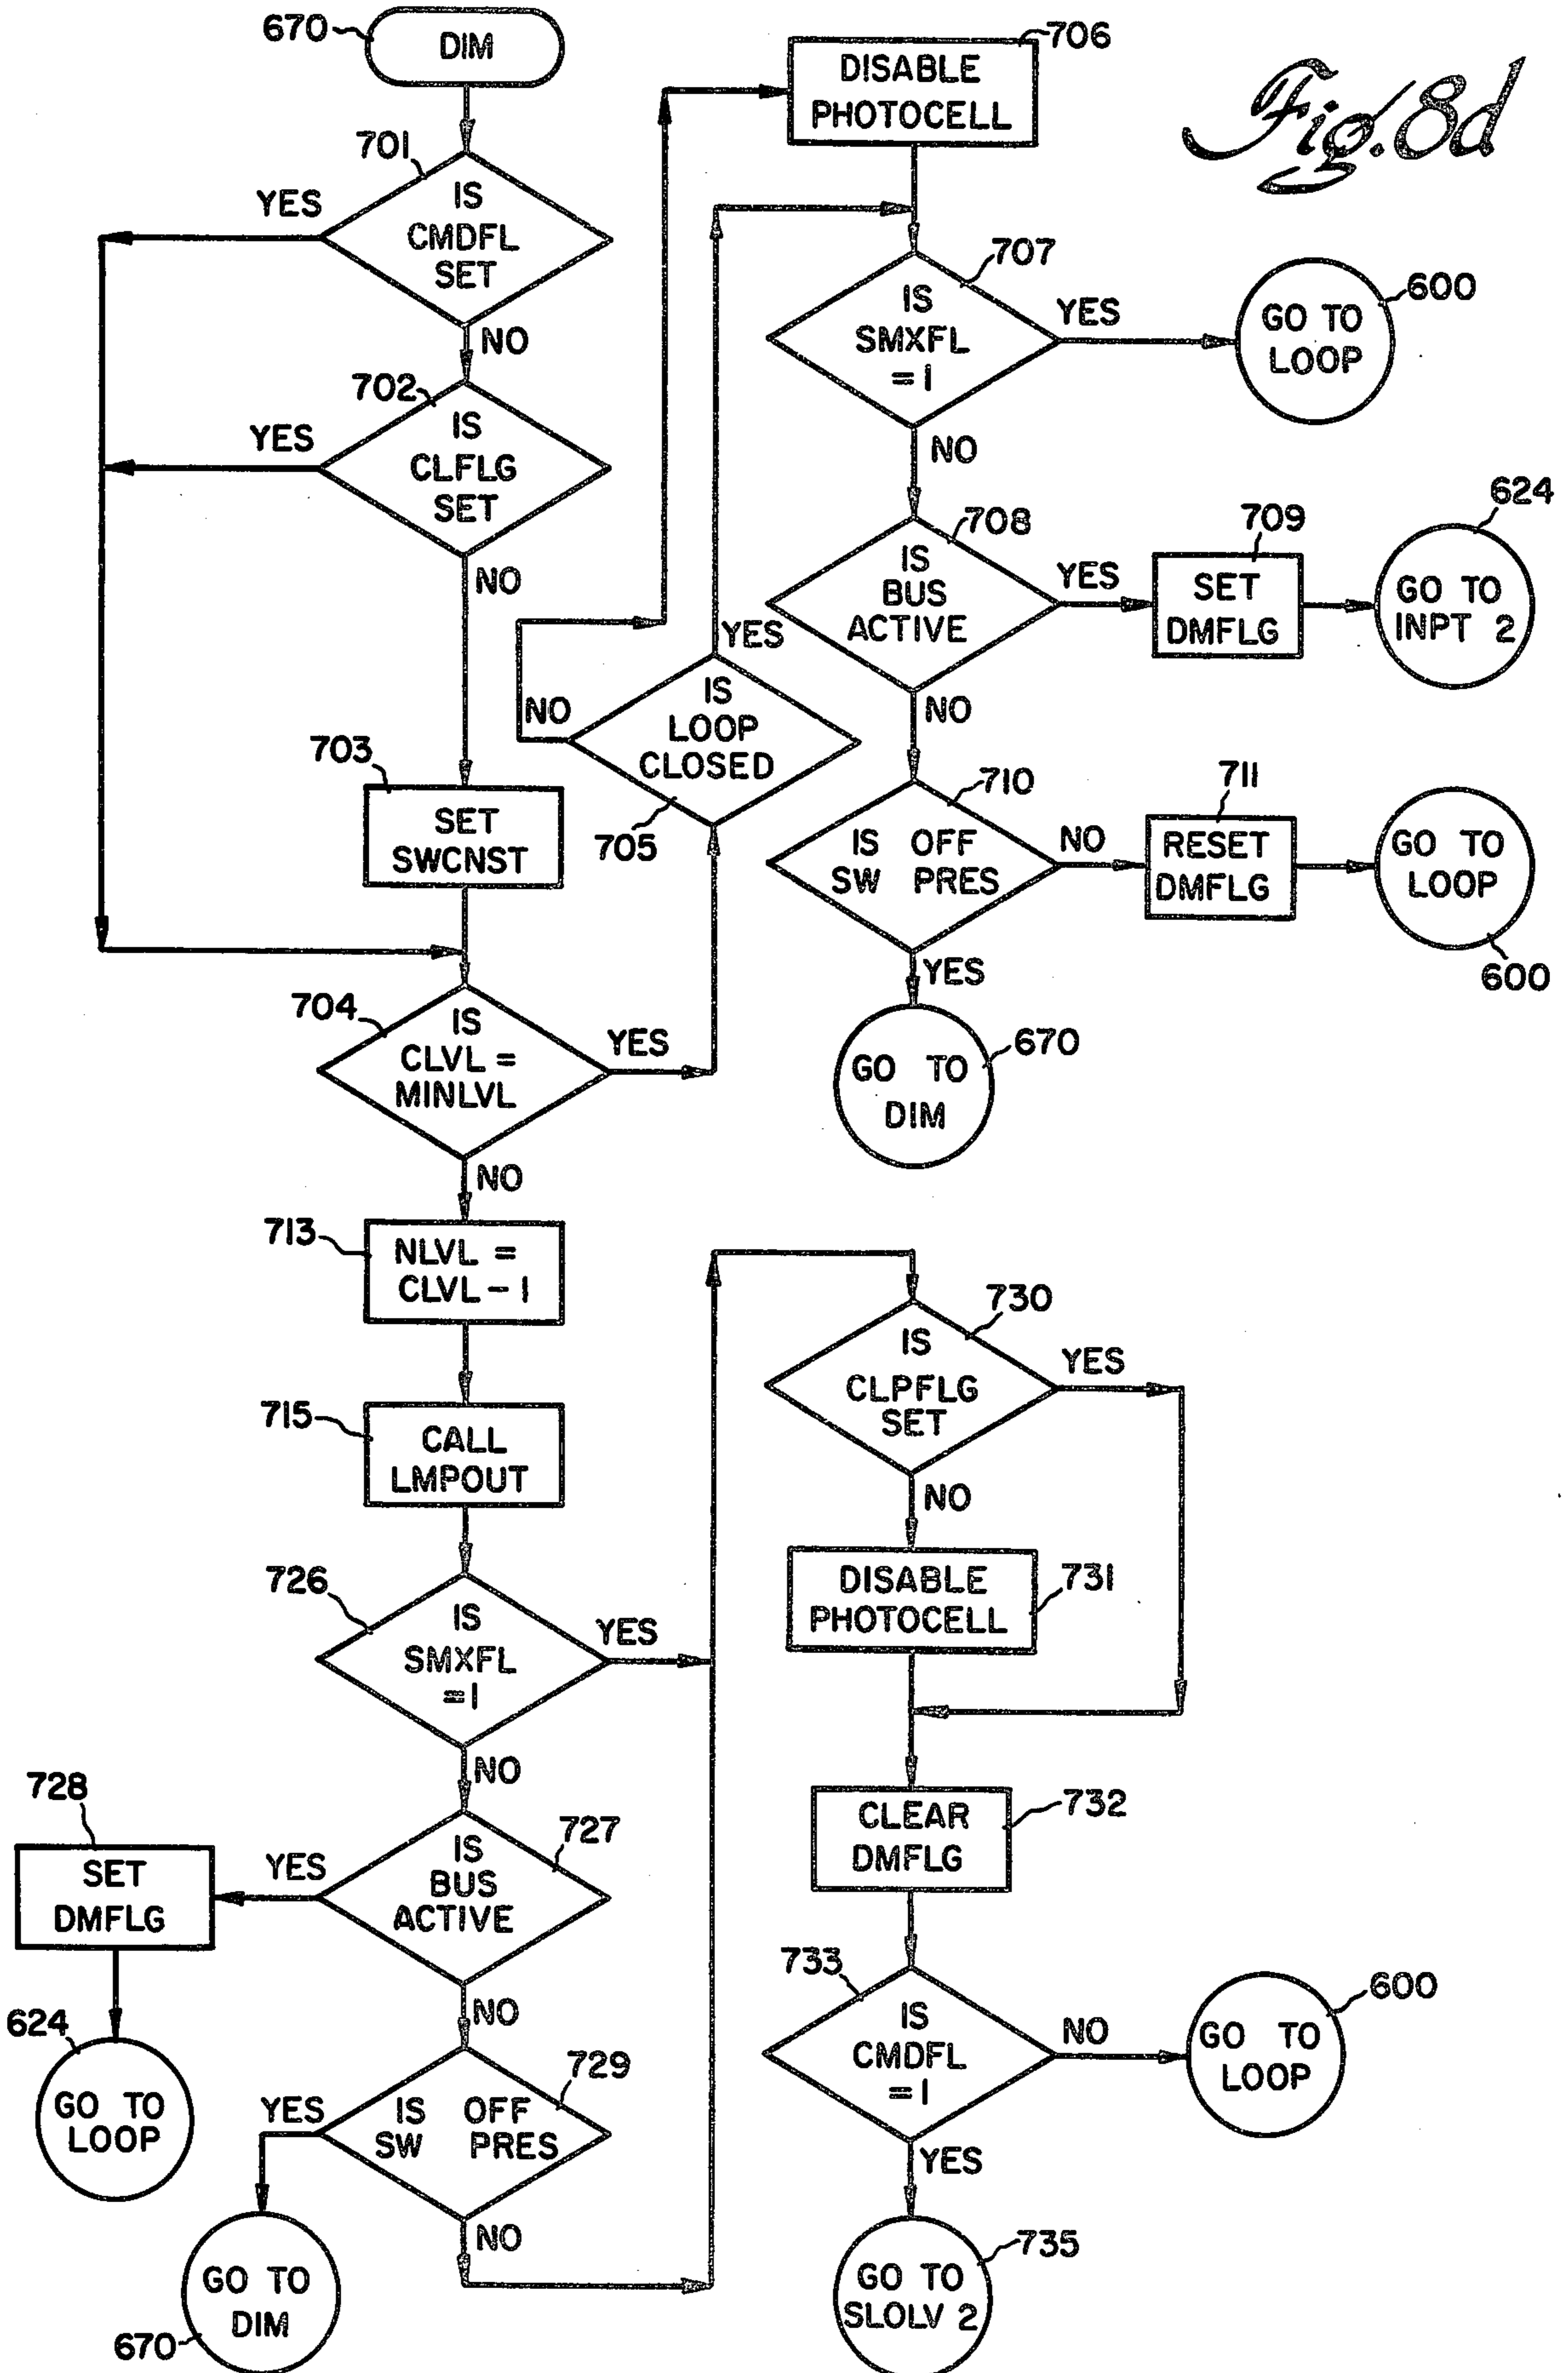 Fig. 8d
670
DIM
701
IS
CMDFL
SET
YES
NO
702
IS
CLFLG
SET
YES
NO
703
SET
SWCNST
704
IS
CLVL =
MINLVL
YES
NO
705
IS
LOOP
CLOSED
YES
NO
706
DISABLE
PHOTOCELL
707
IS
SMXFL
= 1
YES
600
GO TO
LOOP
NO
708
IS
BUS
ACTIVE
YES
709
SET
DMFLG
624
GO TO
INPT 2
NO
710
IS OFF
SW PRES
NO
711
RESET
DMFLG
GO TO
LOOP
600
YES
670
GO TO
DIM
713
NLVL =
CLVL – 1
715
CALL
LMPOUT
726
IS
SMXFL
= 1
YES
NO
727
IS
BUS
ACTIVE
YES
728
SET
DMFLG
624
GO TO
LOOP
NO
729
IS OFF
SW PRES
YES
GO TO
DIM
670
NO
730
IS
CLPFLG
SET
YES
NO
731
DISABLE
PHOTOCELL
732
CLEAR
DMFLG
733
IS
CMDFL
= 1
NO
600
GO TO
LOOP
YES
735
GO TO
SLOLV 2